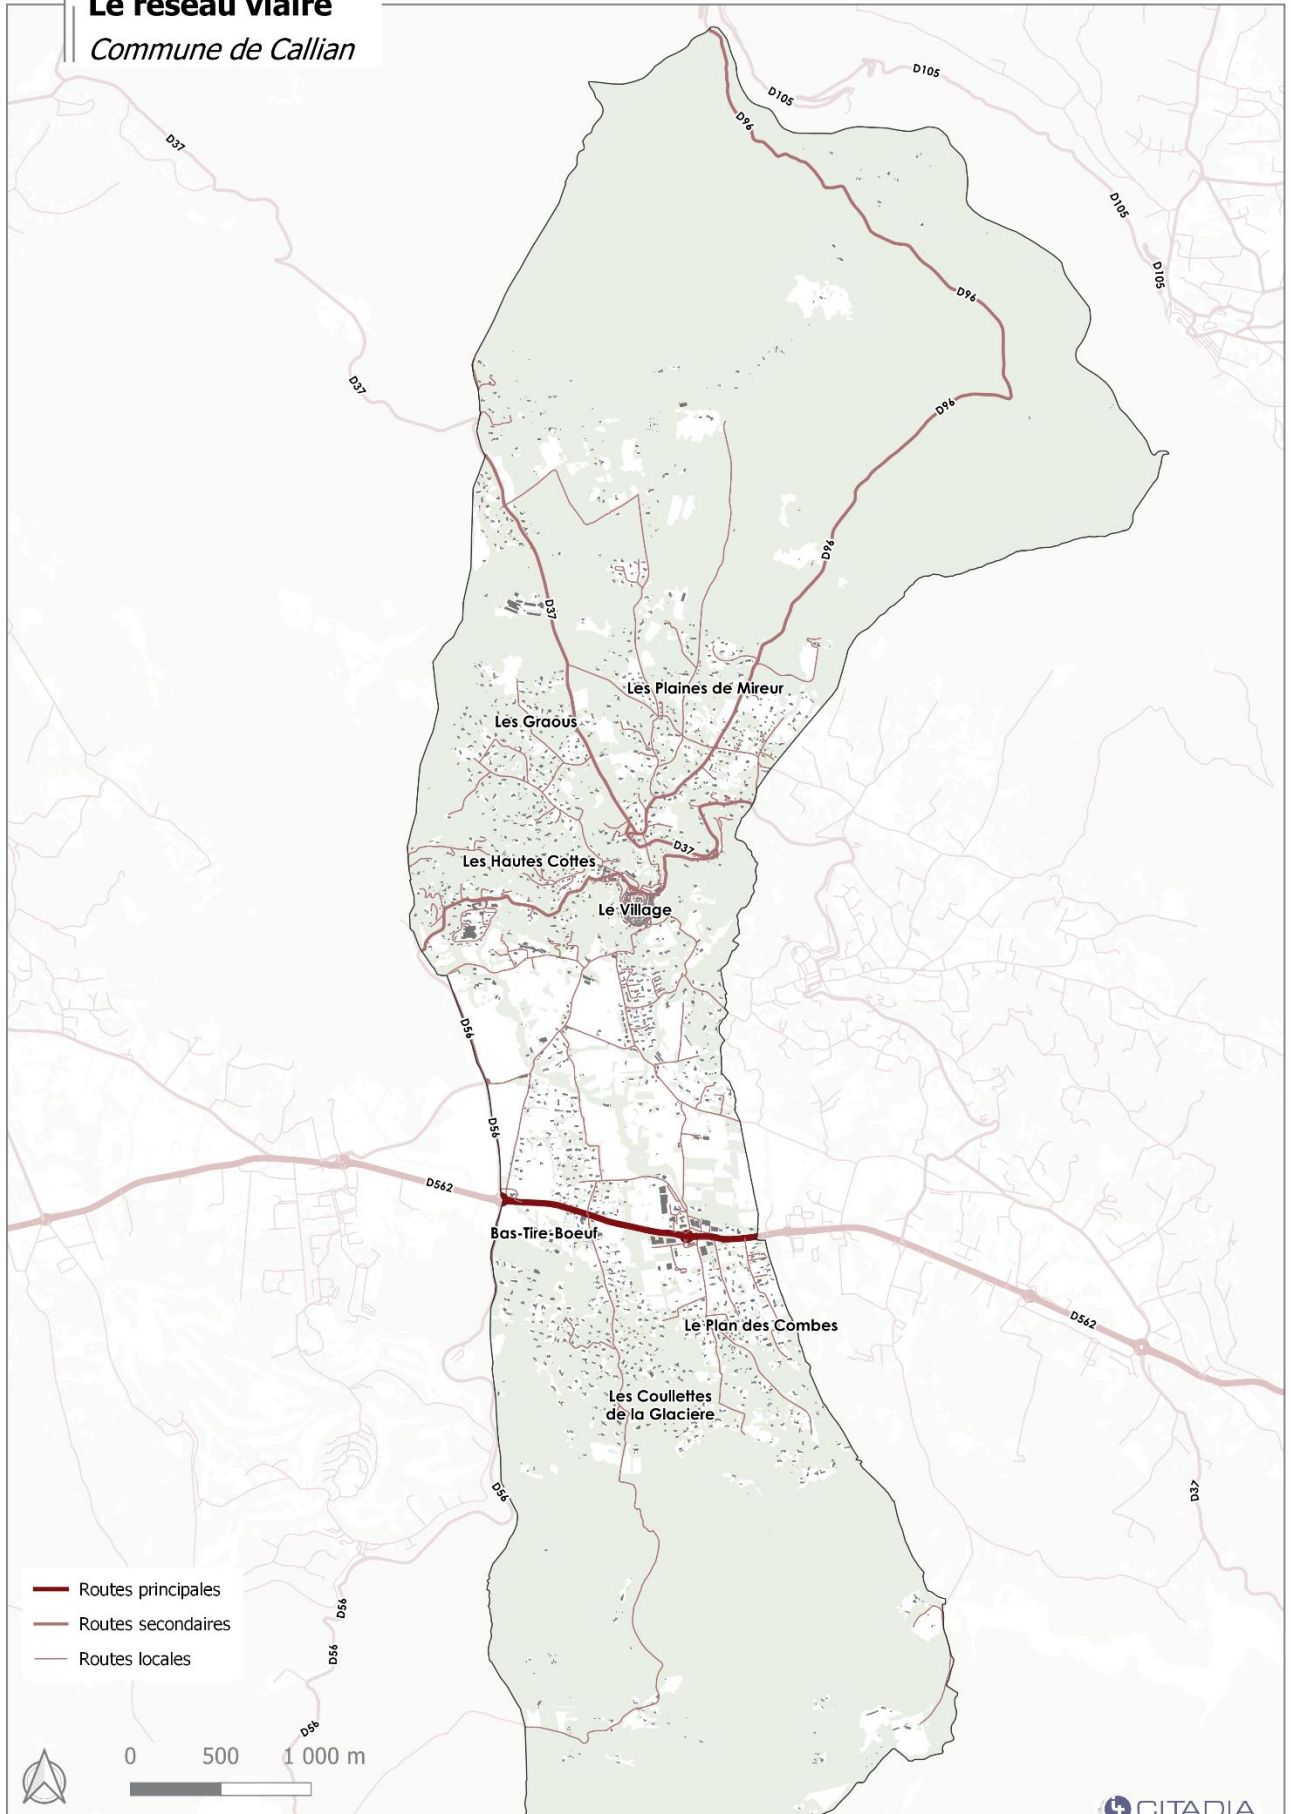 Le réseau viaire
Commune de Callian
D105
D105
D37
D96
D105
D105
D96
D37
D96
D96
D37
Les Plaines de Mireur
Les Graous
D37
Les Hautes Cottes
Le Village
D56
D56
D562
Bas-Tire-Boeuf
D562
Le Plan des Combes
Les Coullettes
de la Glaciere
D56
D37
Routes principales
D56
Routes secondaires
D56
Routes locales
D56
0 500 1 000 m
CITADIA